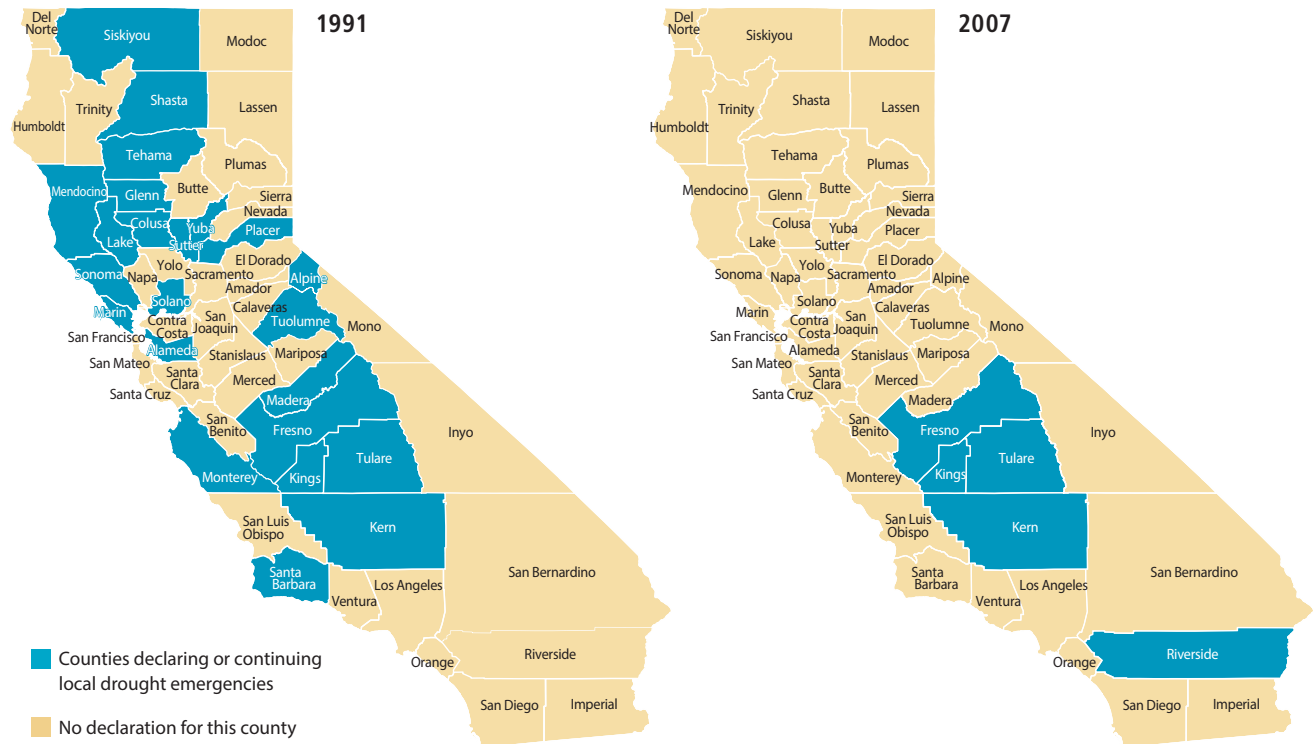 1991
Del
Norte
Siskiyou
Modoc
Trinity
Shasta
Lassen
Humboldt
Tehama
Plumas
Mendocino
Glenn
Butte
Sierra
Nevada
Colusa
Yuba
Placer
Lake
Sutter
El Dorado
Sonoma
Napa
Yolo
Sacramento
Alpine
Amador
Solano
Marin
Calaveras
Contra
Costa
San
Joaquin
Tuolumne
Mono
San Francisco
Alameda
San Mateo
Stanislaus
Mariposa
Santa
Clara
Merced
Santa Cruz
Madera
San
Benito
Fresno
Inyo
Monterey
Kings
Tulare
San Luis
Obispo
Kern
Santa
Barbara
San Bernardino
Ventura
Los Angeles
Orange
Riverside
San Diego
Imperial
2007
Del
Norte
Siskiyou
Modoc
Trinity
Shasta
Lassen
Humboldt
Tehama
Plumas
Mendocino
Glenn
Butte
Sierra
Nevada
Colusa
Yuba
Placer
Lake
Sutter
El Dorado
Sonoma
Napa
Yolo
Sacramento
Alpine
Amador
Solano
Marin
Calaveras
Contra
Costa
San
Joaquin
Tuolumne
Mono
San Francisco
Alameda
San Mateo
Stanislaus
Mariposa
Santa
Clara
Merced
Santa Cruz
Madera
San
Benito
Fresno
Inyo
Monterey
Kings
Tulare
San Luis
Obispo
Kern
Santa
Barbara
San Bernardino
Ventura
Los Angeles
Orange
Riverside
San Diego
Imperial
Counties declaring or continuing
local drought emergencies
No declaration for this county